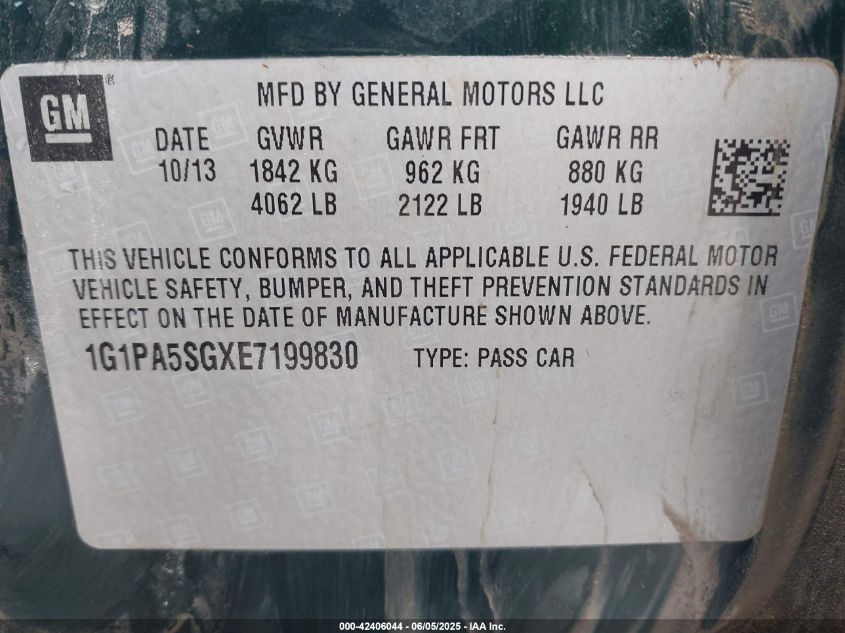 GM
MFD BY GENERAL MOTORS LLC
DATE GVWR GAWR FRT GAWR RR
10/13 1842 KG 962 KG 880 KG
4062 LB 2122 LB 1940 LB
THIS VEHICLE CONFORMS TO ALL APPLICABLE U.S. FEDERAL MOTOR
VEHICLE SAFETY, BUMPER, AND THEFT PREVENTION STANDARDS IN
EFFECT ON THE DATE OF MANUFACTURE SHOWN ABOVE.
1G1PA5SGXE7199830 TYPE: PASS CAR
000-42406044 - 06/05/2025 - IAA Inc.